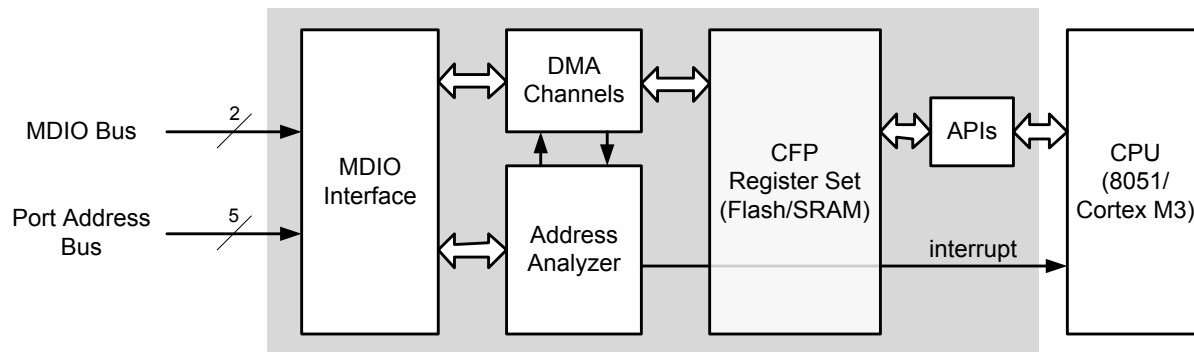 MDIO Bus
2
Port Address
Bus
5
MDIO
Interface
DMA
Channels
Address
Analyzer
CFP
Register Set
(Flash/SRAM)
APIs
interrupt
CPU
(8051/
Cortex M3)